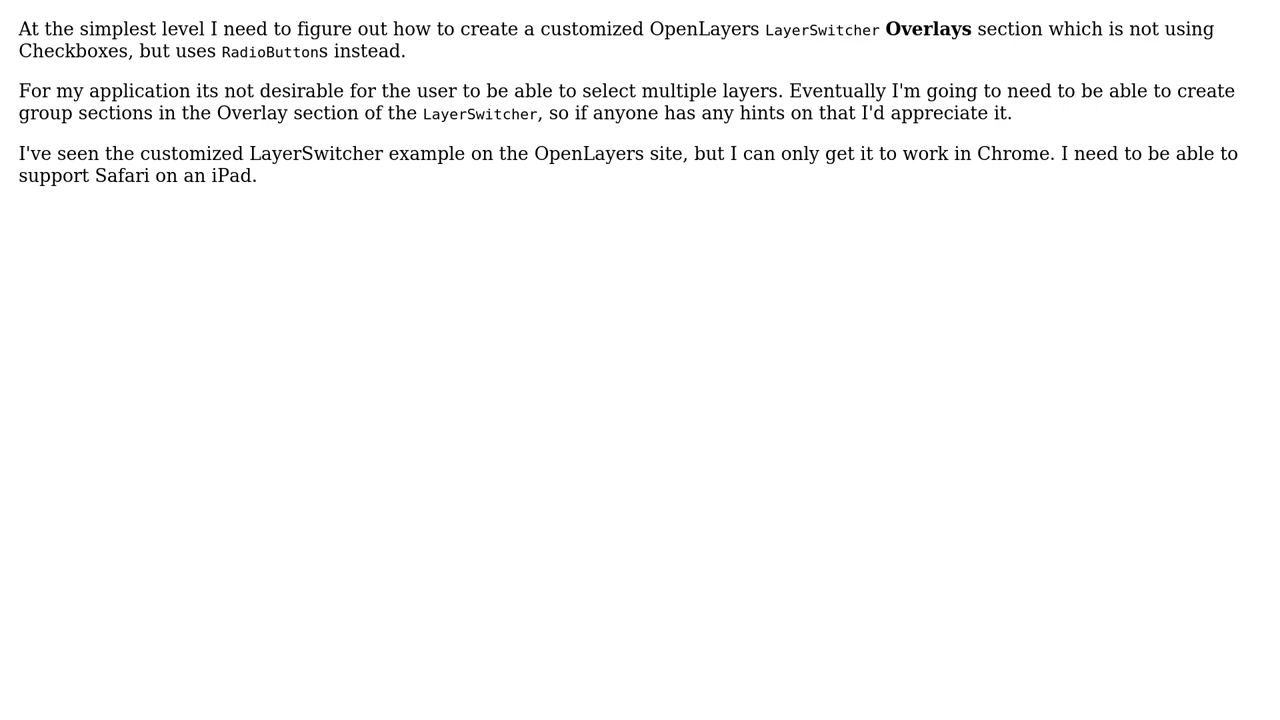 At the simplest level I need to figure out how to create a customized OpenLayers LayerSwitcher Overlays section which is not using
Checkboxes, but uses RadioButtons instead.
For my application its not desirable for the user to be able to select multiple layers. Eventually I'm going to need to be able to create
group sections in the Overlay section of the LayerSwitcher, so if anyone has any hints on that I'd appreciate it.
I've seen the customized LayerSwitcher example on the OpenLayers site, but I can only get it to work in Chrome. I need to be able to
support Safari on an iPad.